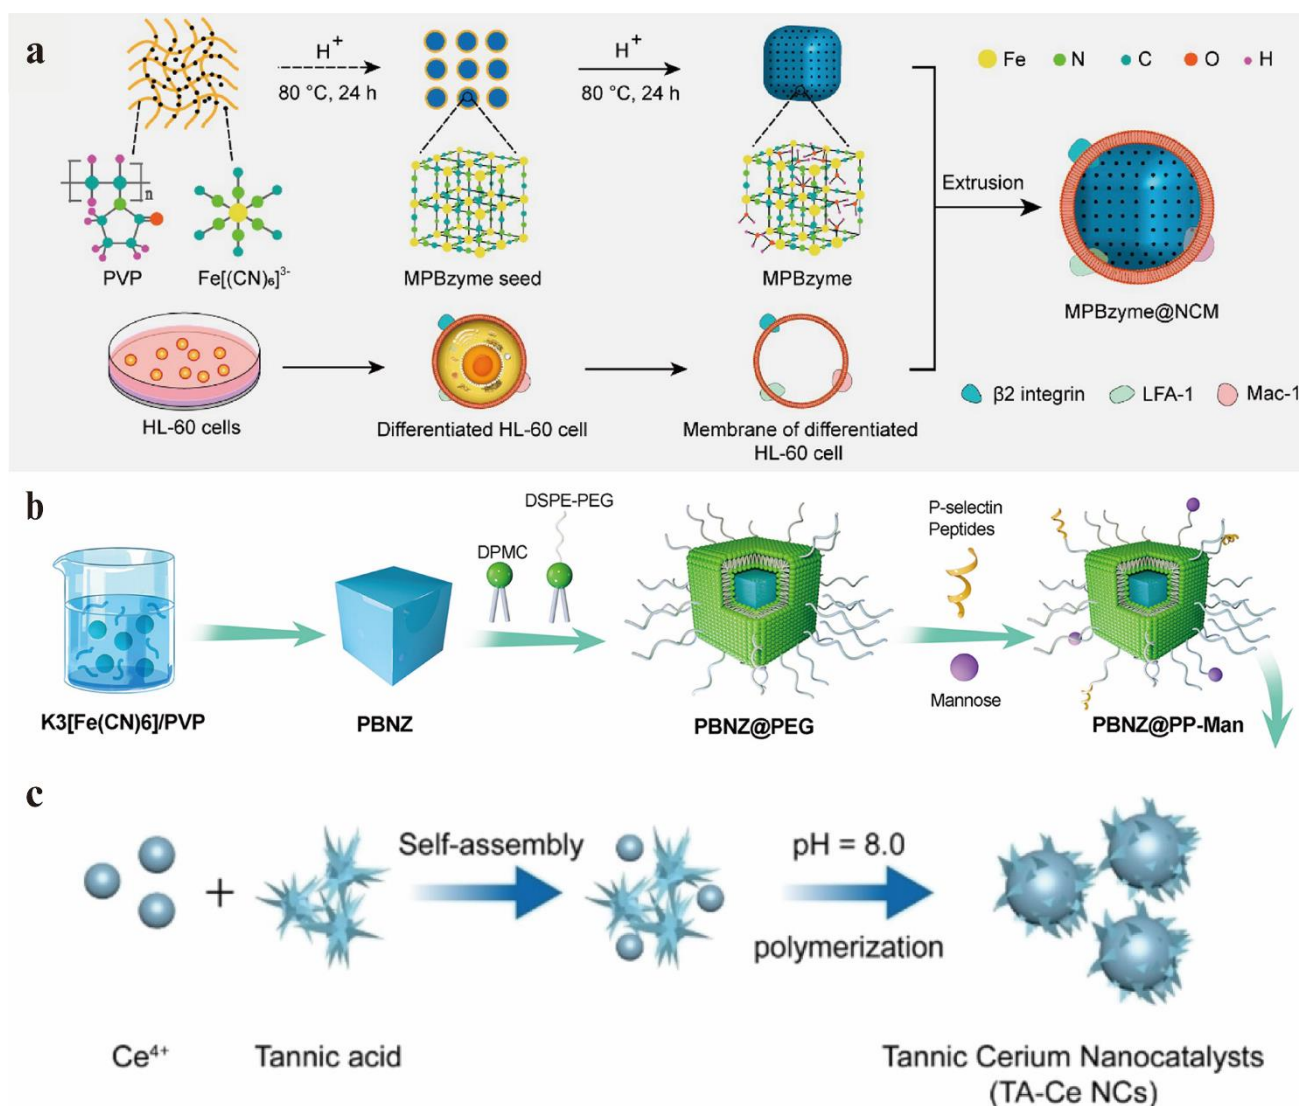 a
H+
80 °C, 24 h
H+
80 °C, 24 h
Fe N C O H
n
PVP
Fe[(CN)₆]³⁻
MPBzyme seed
MPBzyme
Extrusion
MPBzyme@NCM
HL-60 cells
Differentiated HL-60 cell
Membrane of differentiated
HL-60 cell
β2 integrin LFA-1 Mac-1
b
DSPE-PEG
DPMC
P-selectin
Peptides
Mannose
K3[Fe(CN)6]/PVP
PBNZ
PBNZ@PEG
PBNZ@PP-Man
c
+
Self-assembly
pH = 8.0
polymerization
Ce⁴⁺
Tannic acid
Tannic Cerium Nanocatalysts
(TA-Ce NCs)